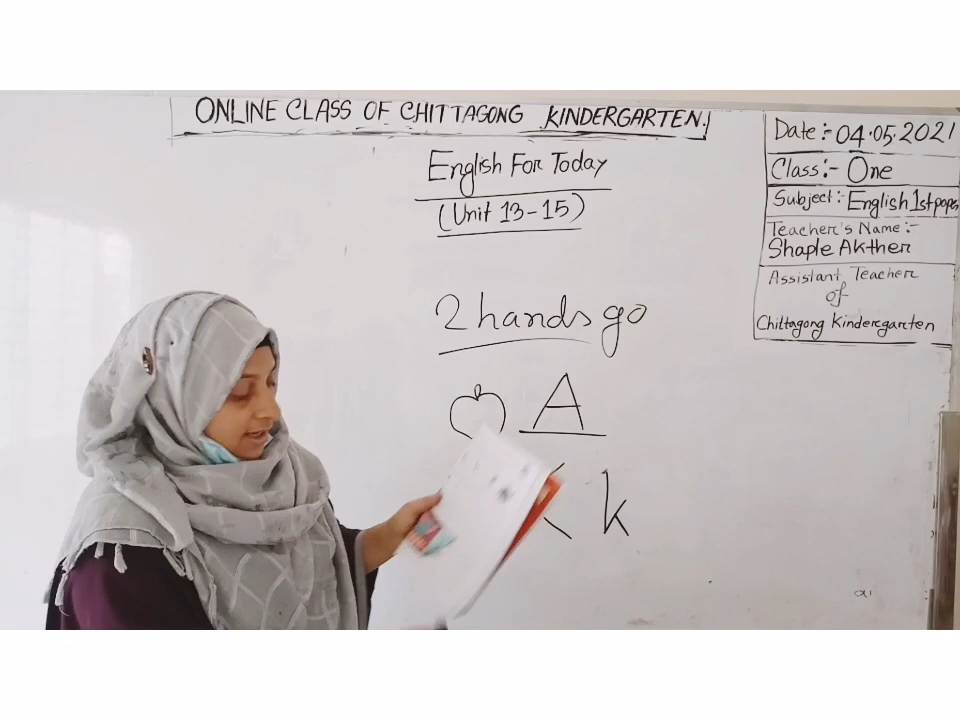 ONLINE CLASS OF CHITTAGONG KINDERGARTEN.
English For Today
(Unit 13-15)
2 hands go
A
k
Date:- 04.05.2021
Class:- One
Subject:- English 1st paper
Teacher's Name:-
Shaple Akther
Assistant Teacher
of
Chittagong Kindergarten